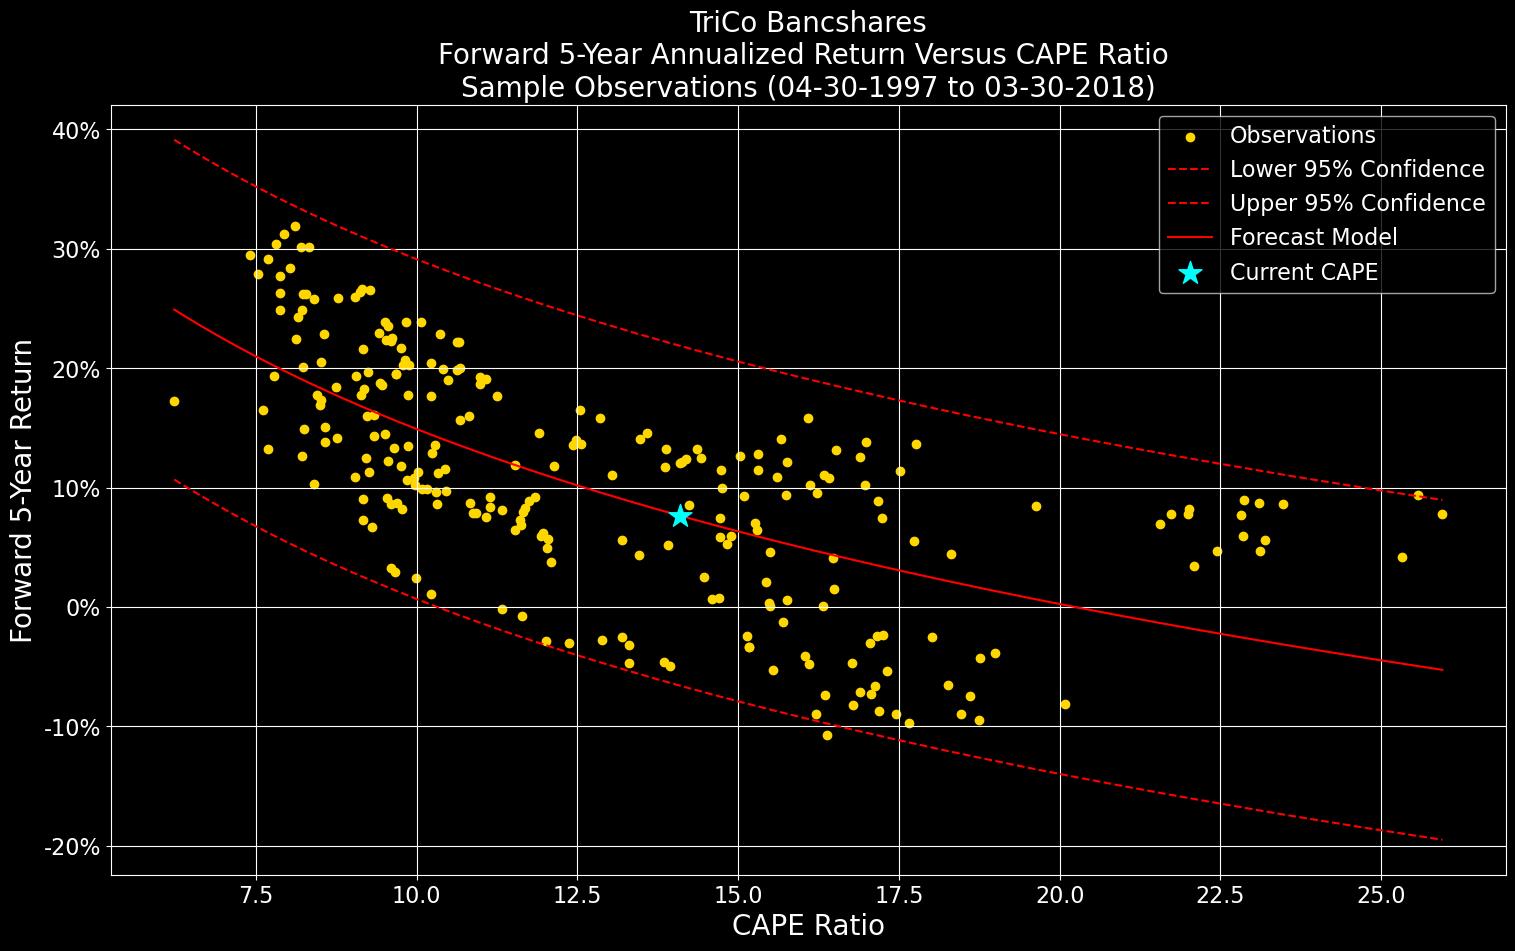 TriCo Bancshares
Forward 5-Year Annualized Return Versus CAPE Ratio
Sample Observations (04-30-1997 to 03-30-2018)
Observations
Lower 95% Confidence
Upper 95% Confidence
Forecast Model
Current CAPE
Forward 5-Year Return
40%
30%
20%
10%
0%
-10%
-20%
7.5 10.0 12.5 15.0 17.5 20.0 22.5 25.0
CAPE Ratio